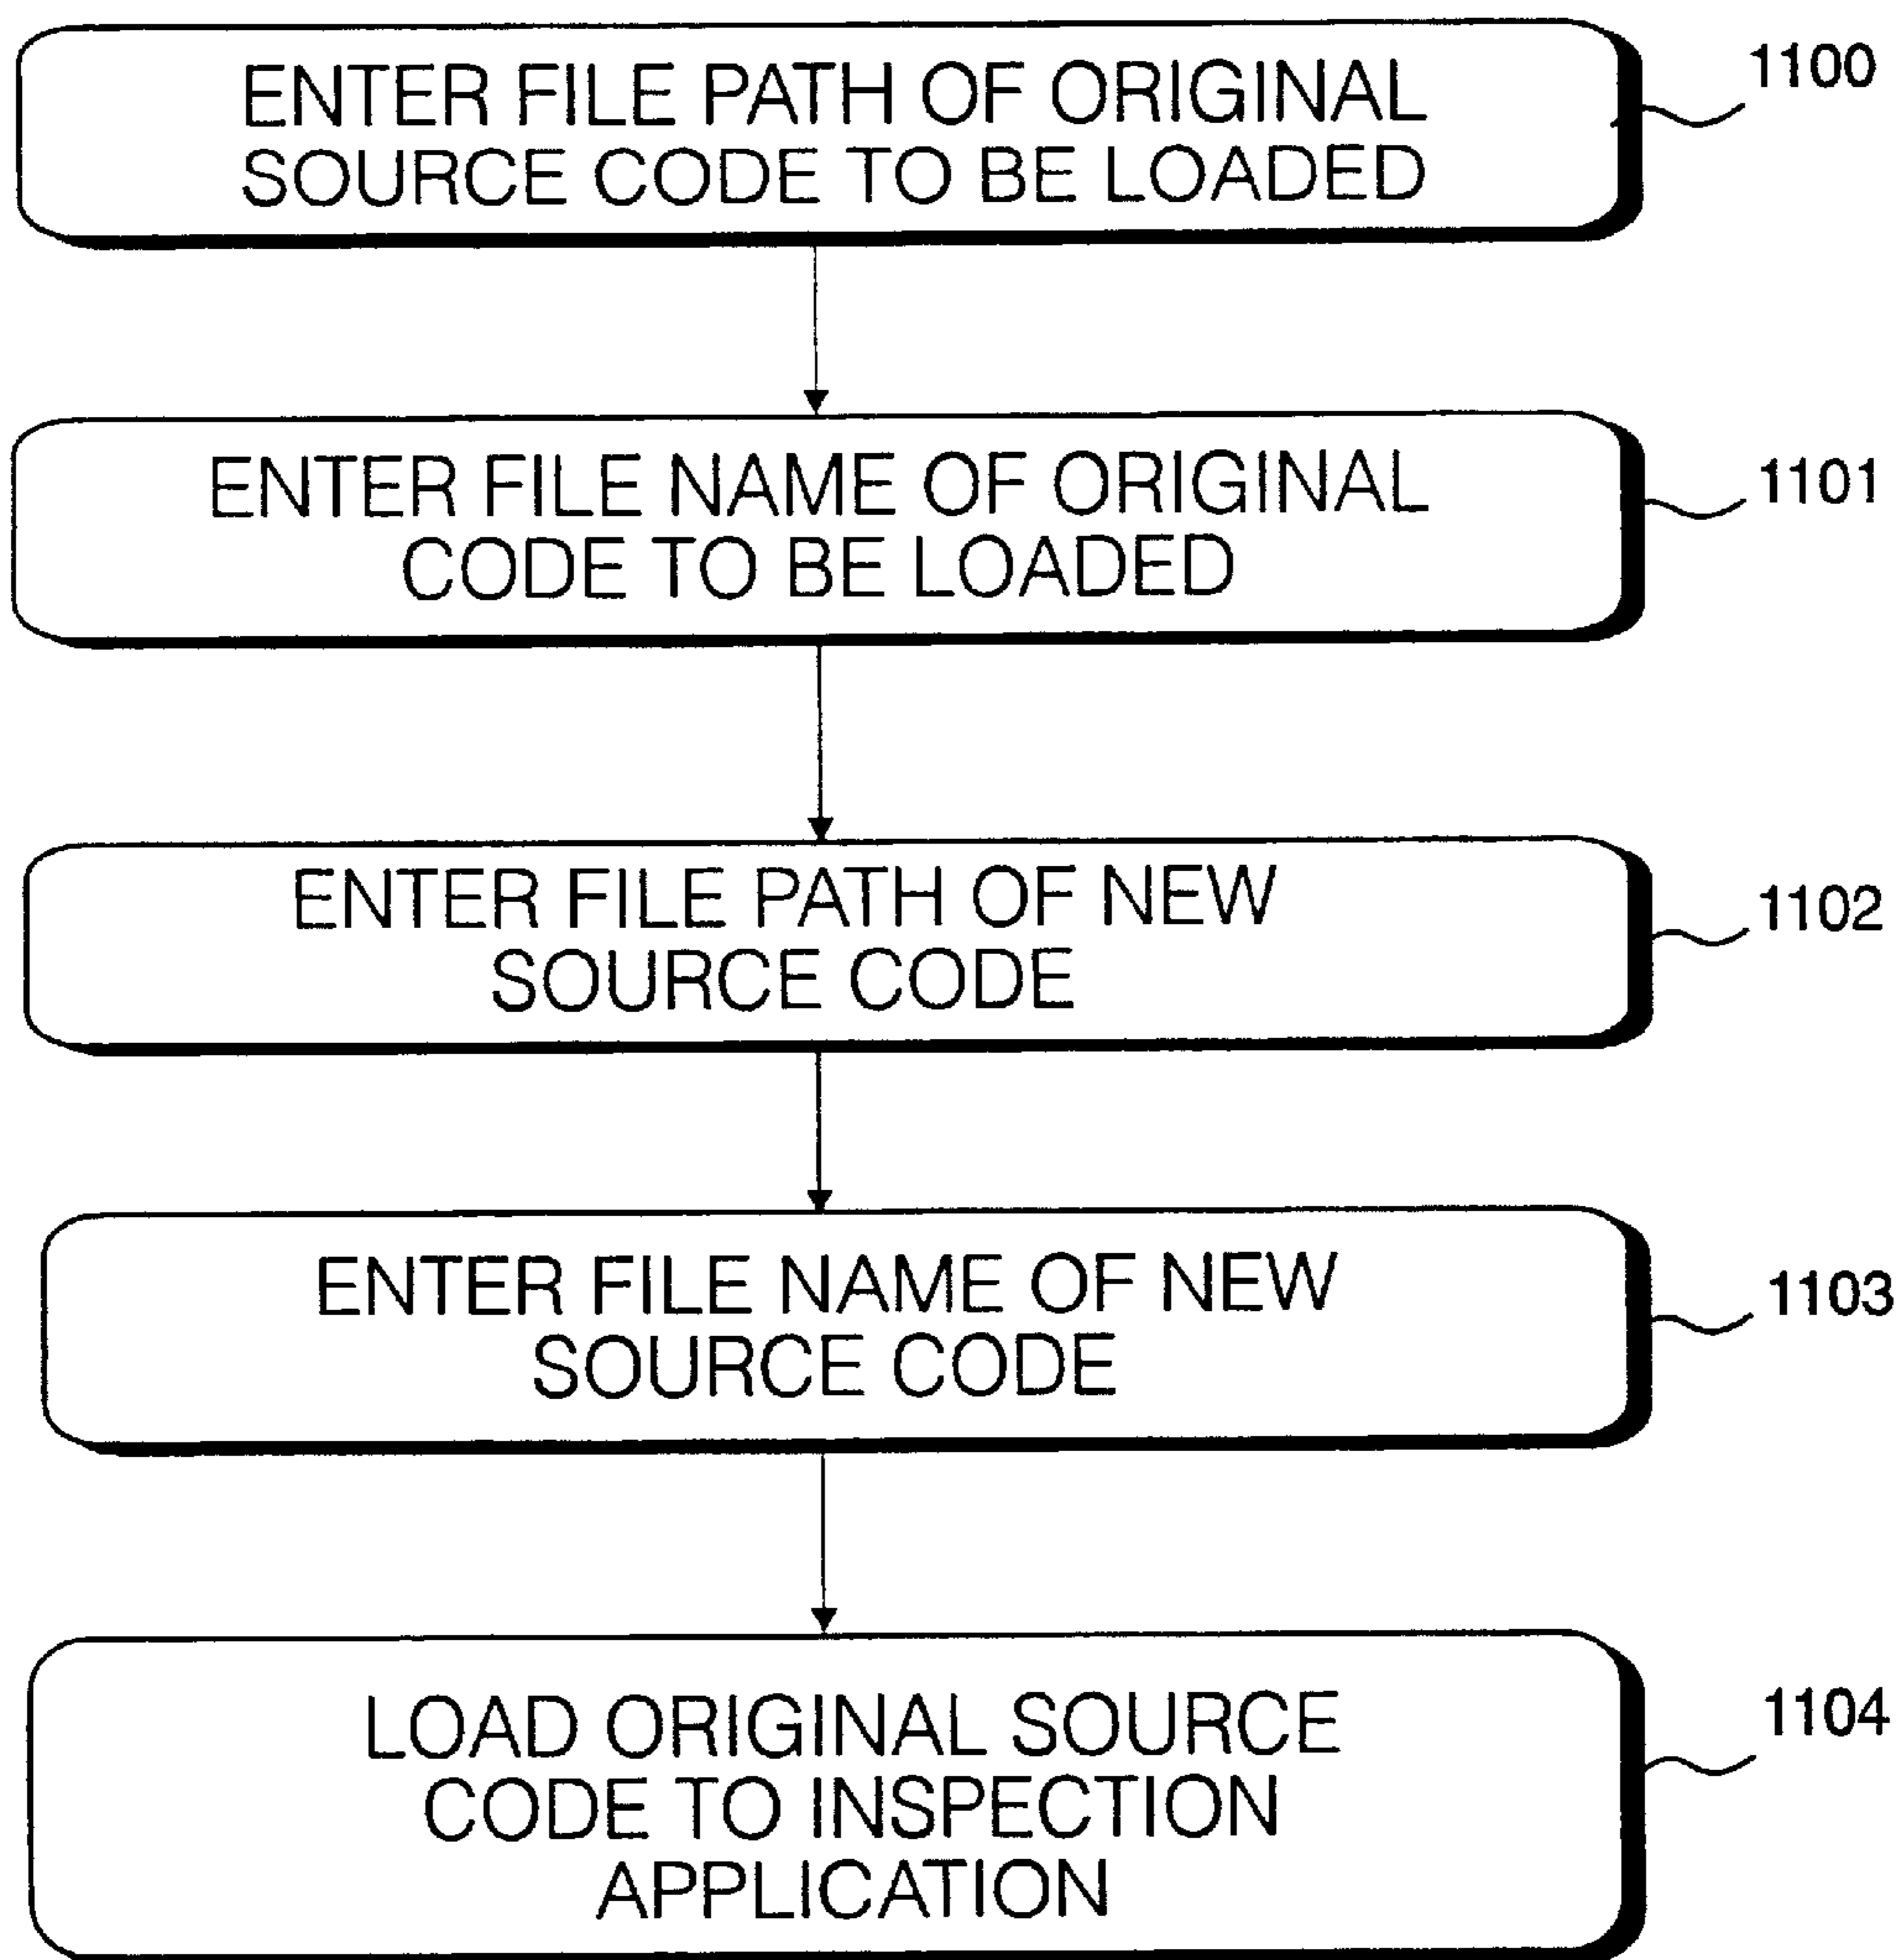 ENTER FILE PATH OF ORIGINAL
SOURCE CODE TO BE LOADED
1100
ENTER FILE NAME OF ORIGINAL
CODE TO BE LOADED
1101
ENTER FILE PATH OF NEW
SOURCE CODE
1102
ENTER FILE NAME OF NEW
SOURCE CODE
1103
LOAD ORIGINAL SOURCE
CODE TO INSPECTION
APPLICATION
1104